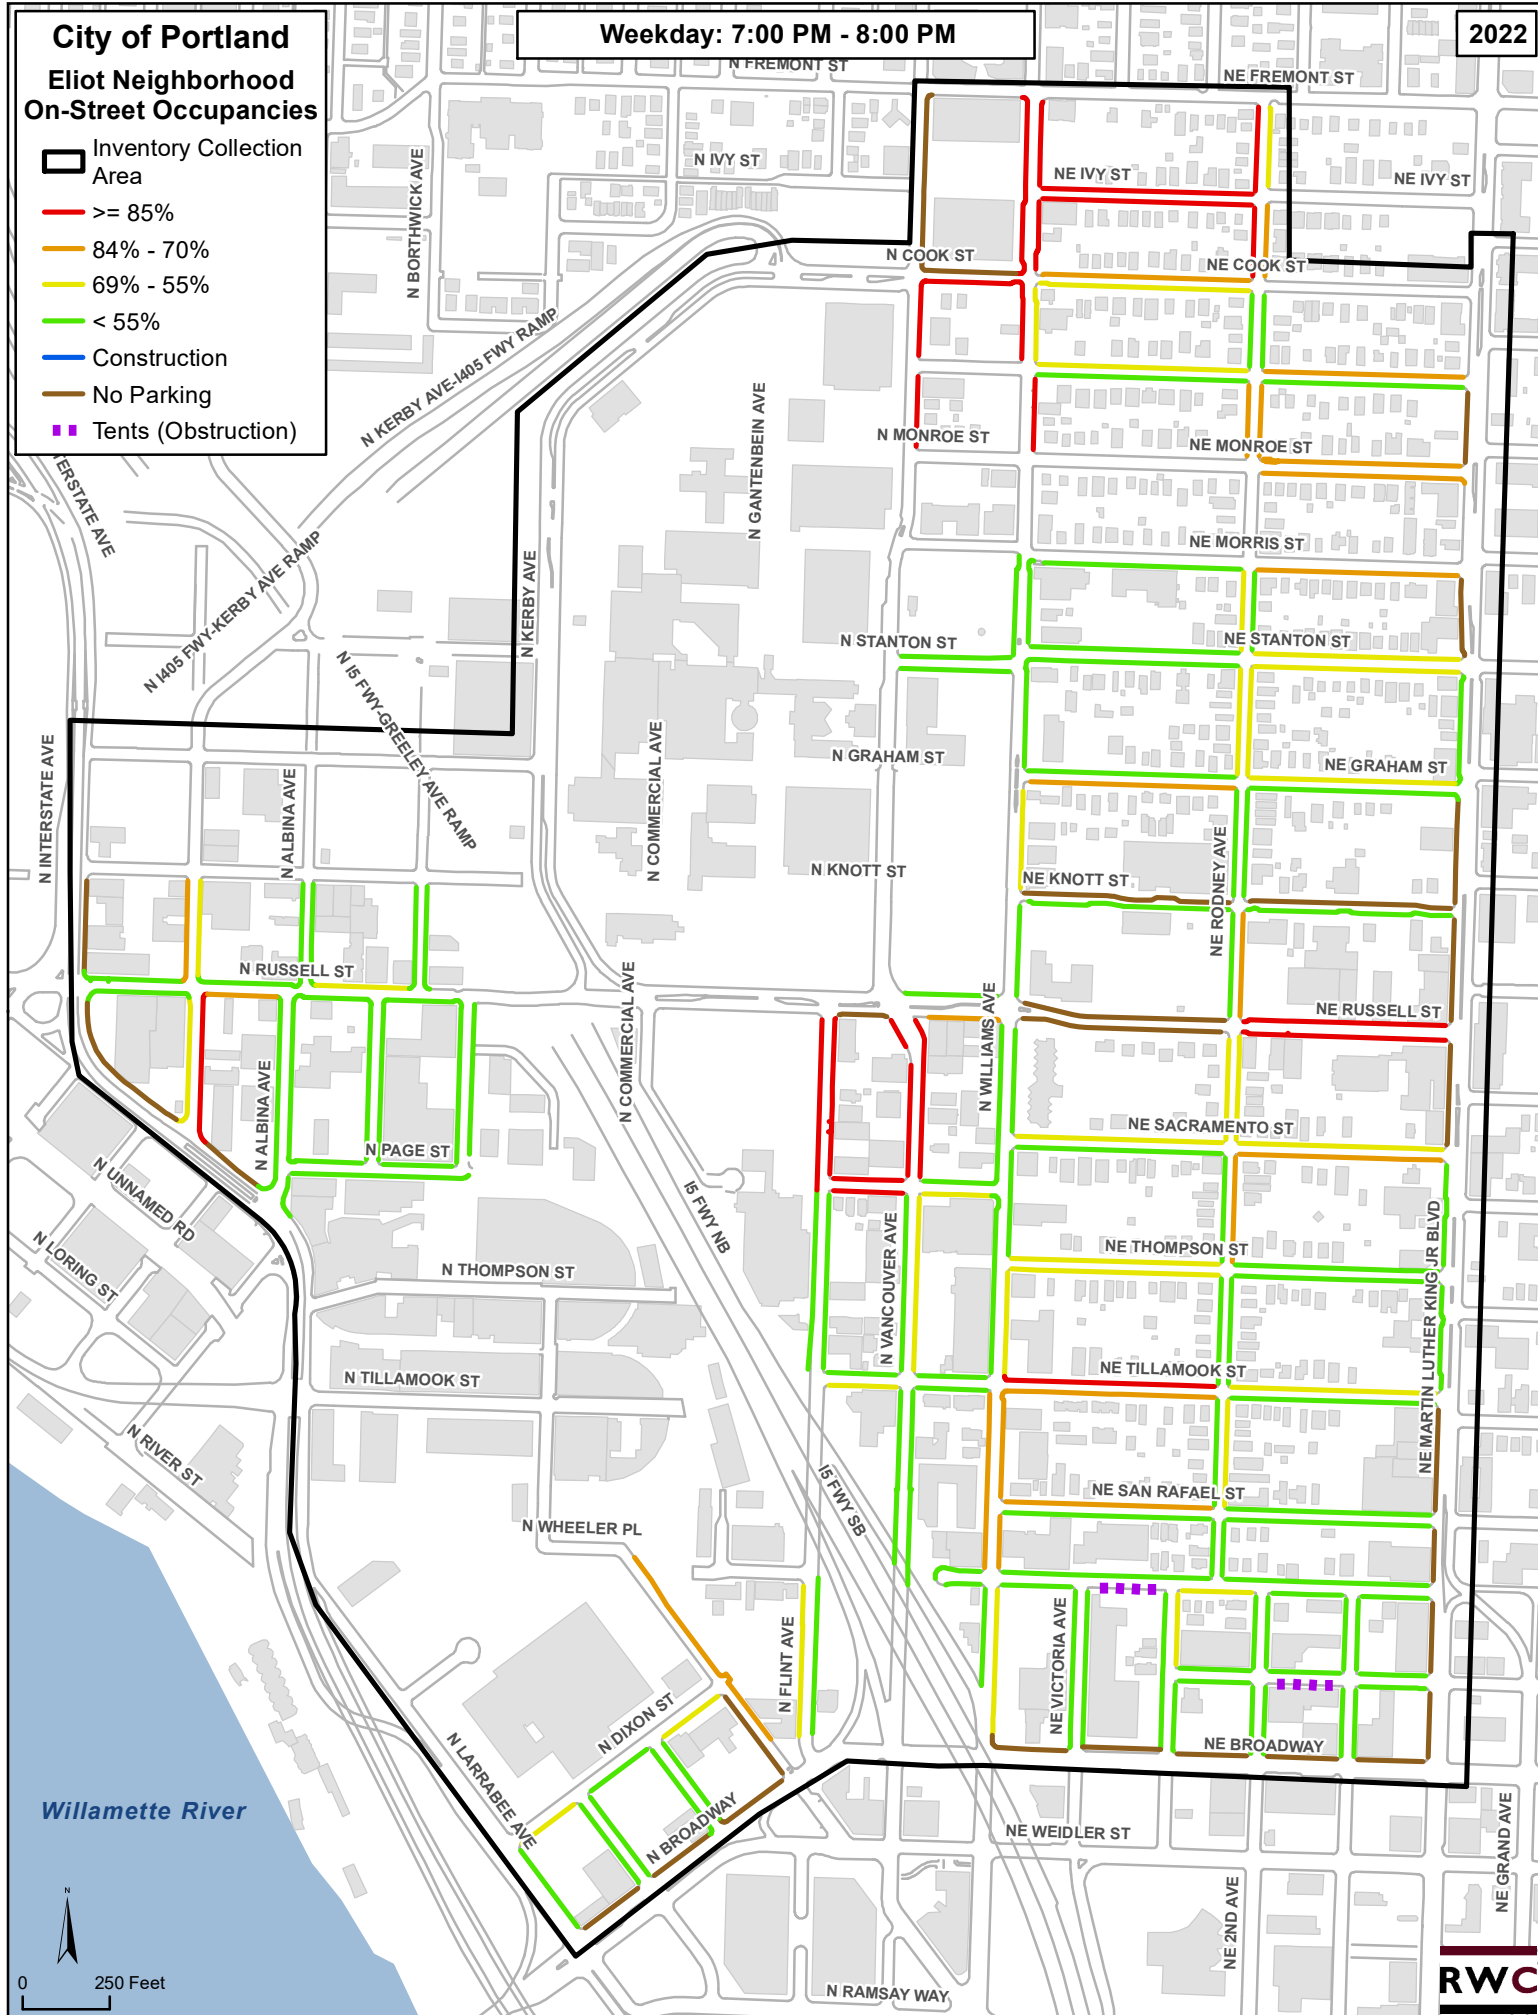 City of Portland
Eliot Neighborhood
On-Street Occupancies
Inventory Collection
Area
>= 85%
84% - 70%
69% - 55%
< 55%
Construction
No Parking
Tents (Obstruction)
Weekday: 7:00 PM - 8:00 PM
2022
N FREMONT ST
NE FREMONT ST
N IVY ST
NE IVY ST
NE IVY ST
N BORTHWICK AVE
N COOK ST
NE COOK ST
N KERBY AVE-I405 FWY RAMP
N GANTENBEIN AVE
N MONROE ST
NE MONROE ST
TERSTATE AVE
N I405 FWY-KERBY AVE RAMP
N KERBY AVE
NE MORRIS ST
N STANTON ST
NE STANTON ST
N I5 FWY-GREELEY AVE RAMP
N INTERSTATE AVE
N ALBINA AVE
N COMMERCIAL AVE
N GRAHAM ST
NE GRAHAM ST
N KNOTT ST
NE KNOTT ST
NE RODNEY AVE
N RUSSELL ST
N COMMERCIAL AVE
N WILLIAMS AVE
NE RUSSELL ST
N ALBINA AVE
N PAGE ST
NE SACRAMENTO ST
N UNNAMED RD
N LORING ST
I5 FWY NB
N THOMPSON ST
N VANCOUVER AVE
NE THOMPSON ST
NE MARTIN LUTHER KING JR BLVD
N TILLAMOOK ST
NE TILLAMOOK ST
N RIVER ST
I5 FWY SB
NE SAN RAFAEL ST
N WHEELER PL
N FLINT AVE
NE VICTORIA AVE
N DIXON ST
N LARRABEE AVE
NE BROADWAY
N BROADWAY
Willamette River
NE WEIDLER ST
NE GRAND AVE
NE 2ND AVE
N RAMSAY WAY
N
0 250 Feet
RWC